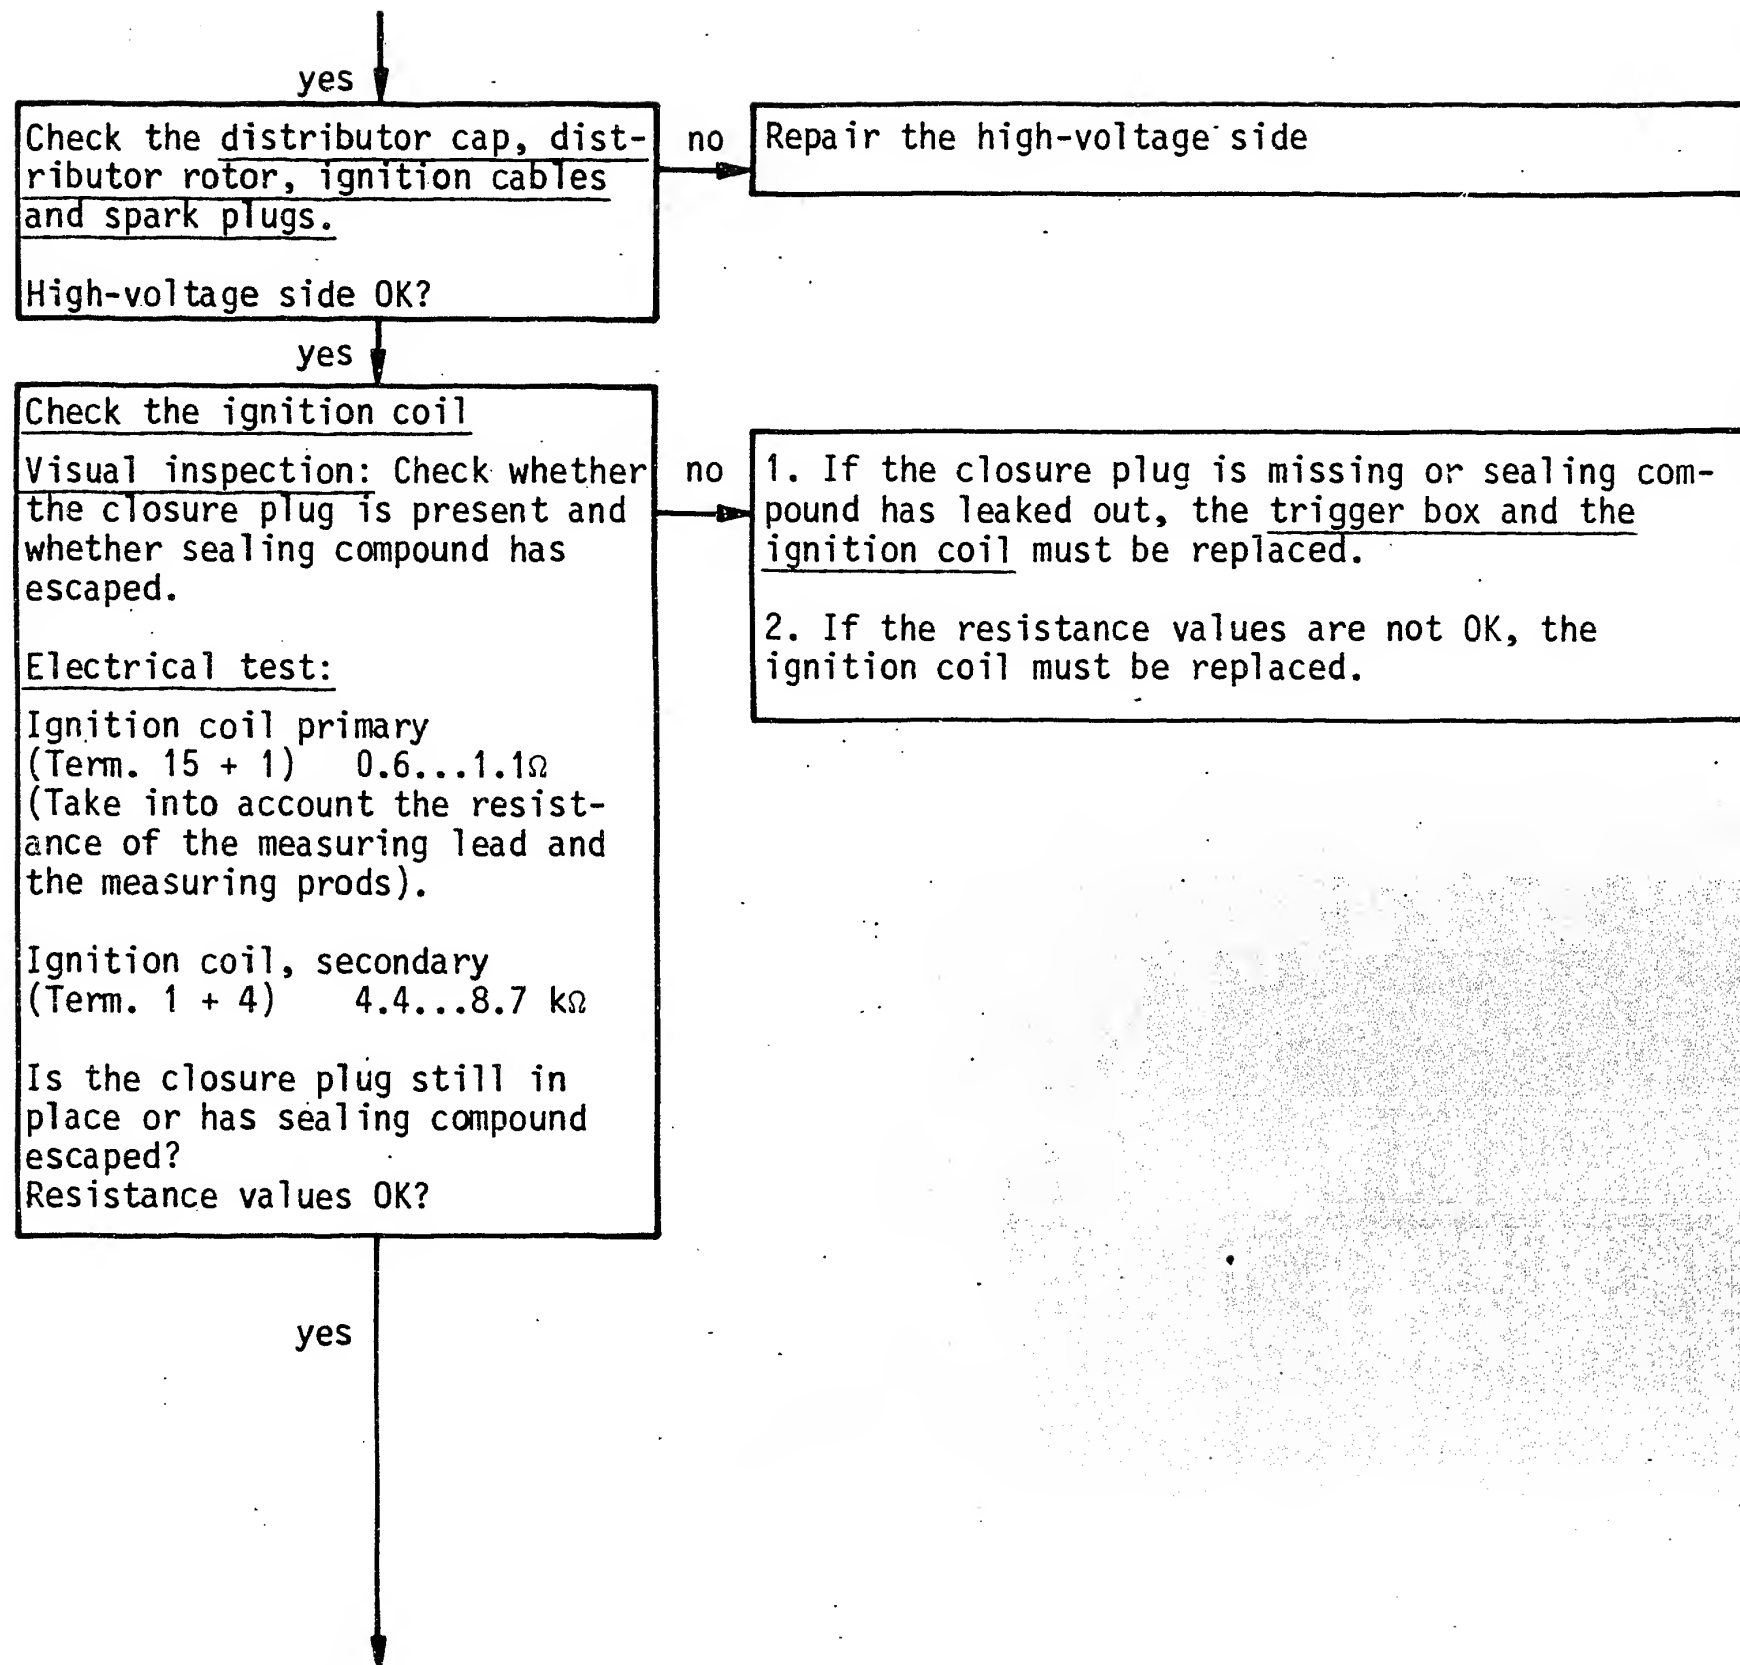 yes
Check the distributor cap, dist-
ributor rotor, ignition cables
and spark plugs.
High-voltage side OK?
no
Repair the high-voltage side
yes
Check the ignition coil
Visual inspection: Check whether
the closure plug is present and
whether sealing compound has
escaped.
Electrical test:
Ignition coil primary
(Term. 15 + 1) 0.6...1.1Ω
(Take into account the resist-
ance of the measuring lead and
the measuring prods).
Ignition coil, secondary
(Term. 1 + 4) 4.4...8.7 kΩ
Is the closure plug still in
place or has sealing compound
escaped?
Resistance values OK?
no
1. If the closure plug is missing or sealing com-
pound has leaked out, the trigger box and the
ignition coil must be replaced.
2. If the resistance values are not OK, the
ignition coil must be replaced.
yes